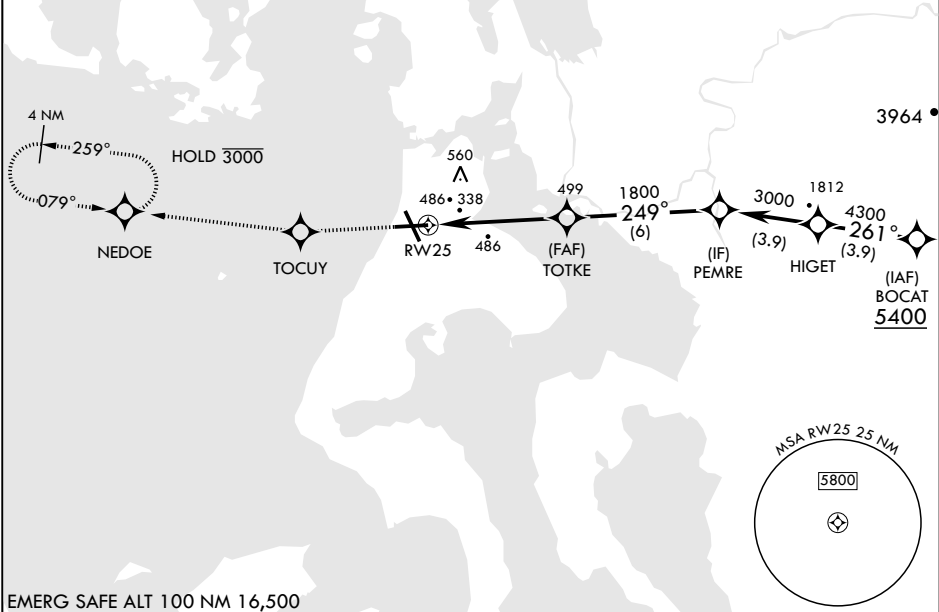 4 NM
259°
079°
HOLD 3000
NEDOE
TOCUY
560
486
338
486
RW25
499
(FAF)
TOTKE
1800
249°
(6)
(IF)
PEMRE
3000
(3.9)
1812
HIGET
4300
261°
(3.9)
3964
(IAF)
BOCAT
5400
MSA RW25 25 NM
5800
EMERG SAFE ALT 100 NM 16,500